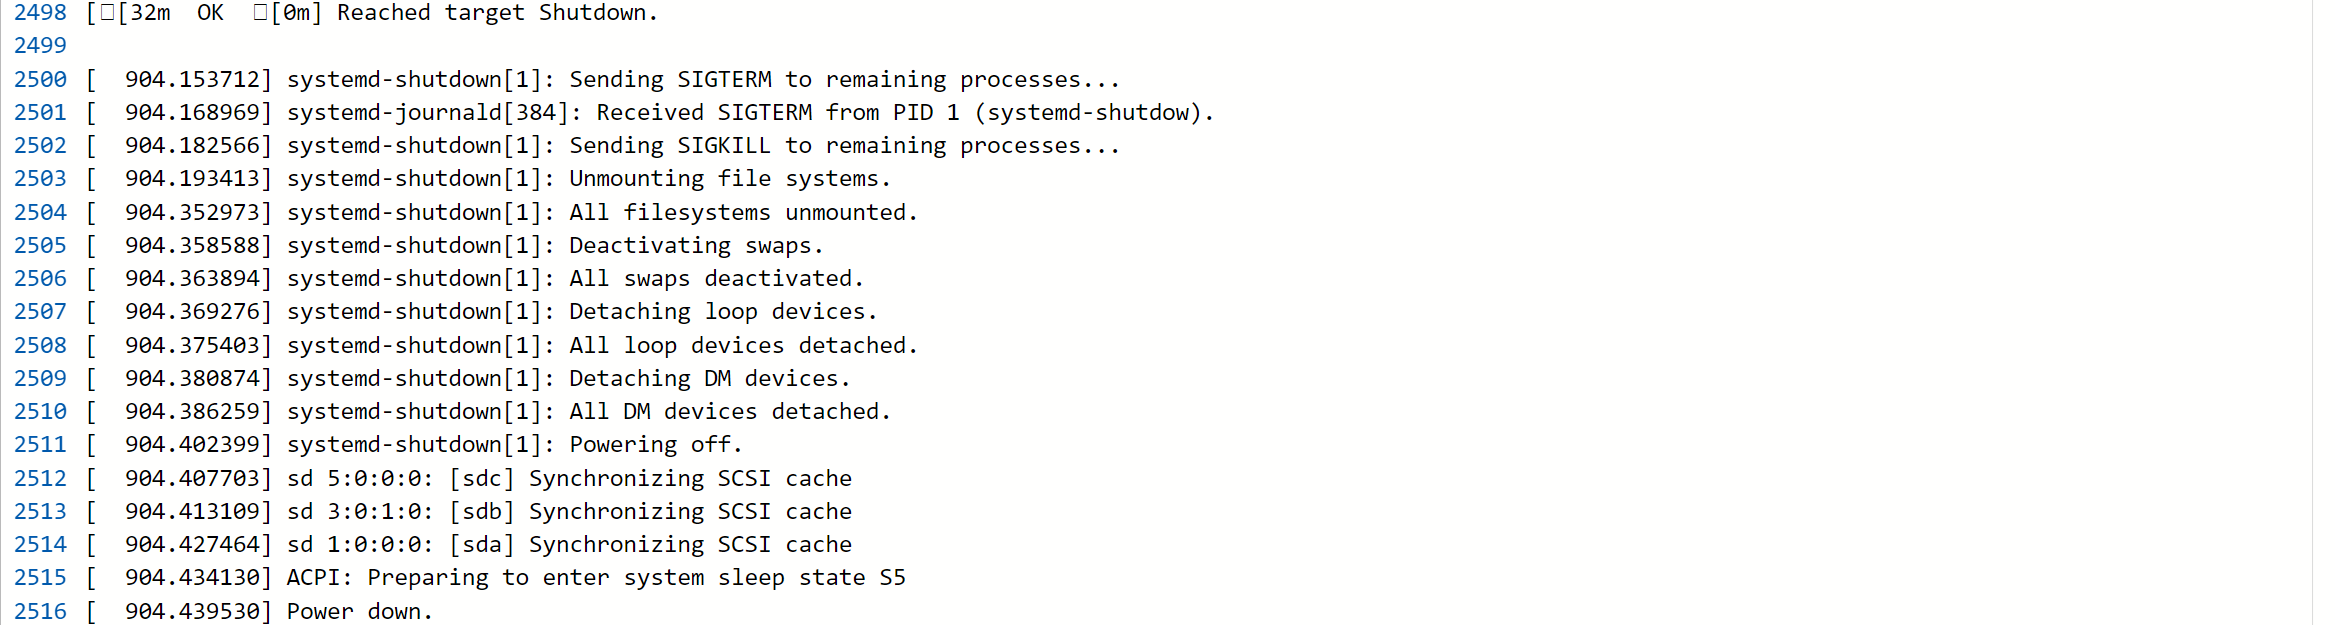 2498 [□[32m  OK  □[0m] Reached target Shutdown.
2499
2500 [  904.153712] systemd-shutdown[1]: Sending SIGTERM to remaining processes...
2501 [  904.168969] systemd-journald[384]: Received SIGTERM from PID 1 (systemd-shutdow).
2502 [  904.182566] systemd-shutdown[1]: Sending SIGKILL to remaining processes...
2503 [  904.193413] systemd-shutdown[1]: Unmounting file systems.
2504 [  904.352973] systemd-shutdown[1]: All filesystems unmounted.
2505 [  904.358588] systemd-shutdown[1]: Deactivating swaps.
2506 [  904.363894] systemd-shutdown[1]: All swaps deactivated.
2507 [  904.369276] systemd-shutdown[1]: Detaching loop devices.
2508 [  904.375403] systemd-shutdown[1]: All loop devices detached.
2509 [  904.380874] systemd-shutdown[1]: Detaching DM devices.
2510 [  904.386259] systemd-shutdown[1]: All DM devices detached.
2511 [  904.402399] systemd-shutdown[1]: Powering off.
2512 [  904.407703] sd 5:0:0:0: [sdc] Synchronizing SCSI cache
2513 [  904.413109] sd 3:0:1:0: [sdb] Synchronizing SCSI cache
2514 [  904.427464] sd 1:0:0:0: [sda] Synchronizing SCSI cache
2515 [  904.434130] ACPI: Preparing to enter system sleep state S5
2516 [  904.439530] Power down.